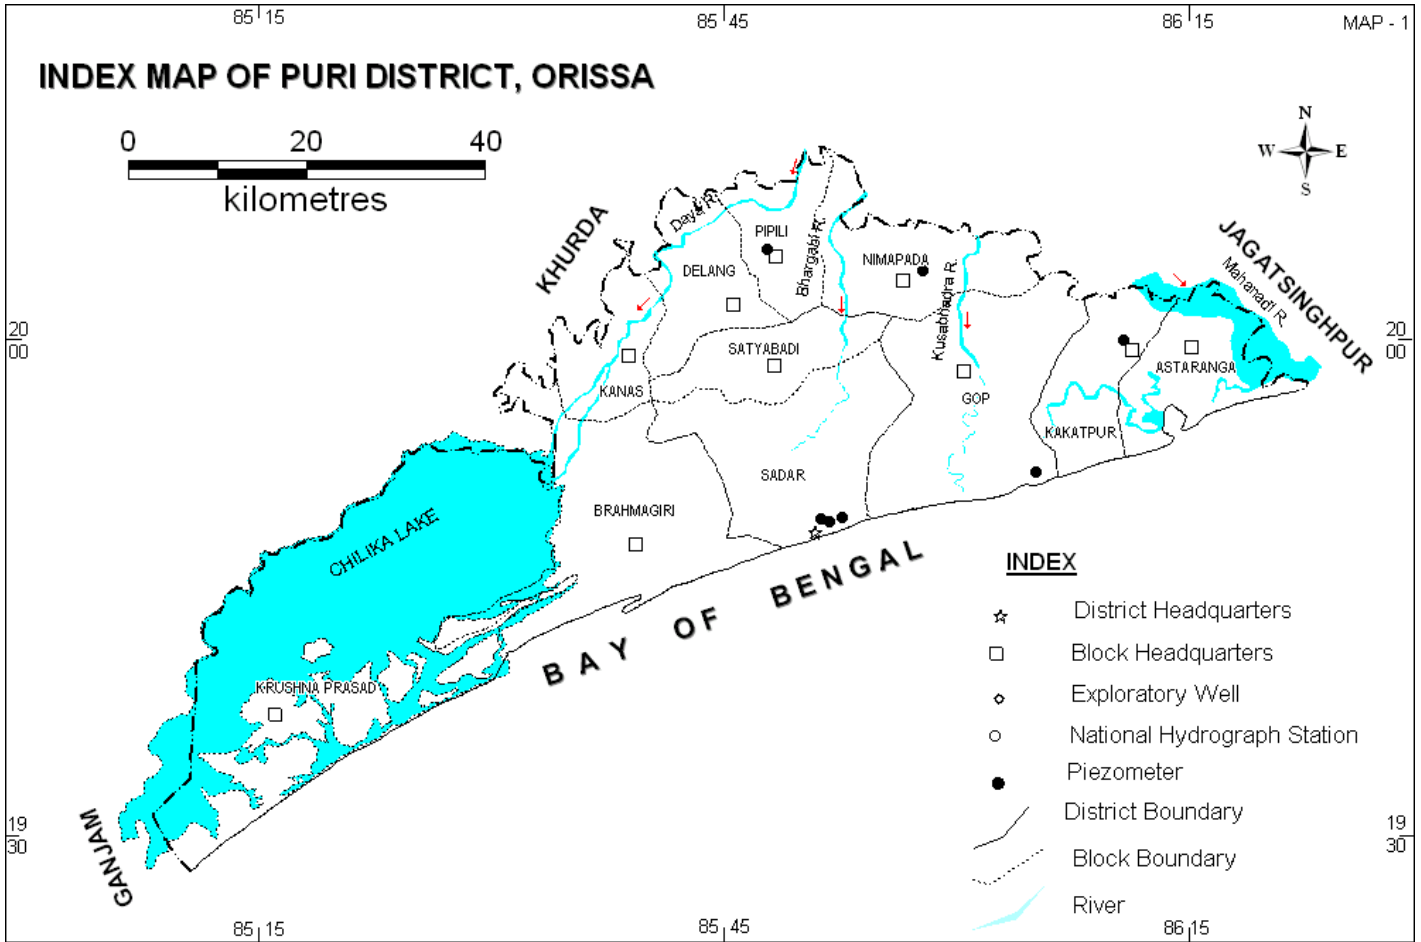 85 15
85 45
86 15
MAP - 1
INDEX MAP OF PURI DISTRICT, ORISSA
0 20 40
kilometres
N
W E
S
KHURDA
JAGATSINGHPUR
Daya R.
PIPILI
Bhargabi R.
NIMAPADA
Mahanadi R.
DELANG
Kusabhadra R.
20
00
20
00
SATYABADI
ASTARANGA
KANAS
GOP
KAKATPUR
SADAR
BRAHMAGIRI
CHILIKA LAKE
BAY OF BENGAL
KRUSHNA PRASAD
GANJAM
INDEX
District Headquarters
Block Headquarters
Exploratory Well
National Hydrograph Station
Piezometer
District Boundary
Block Boundary
River
19
30
19
30
85 15
85 45
86 15